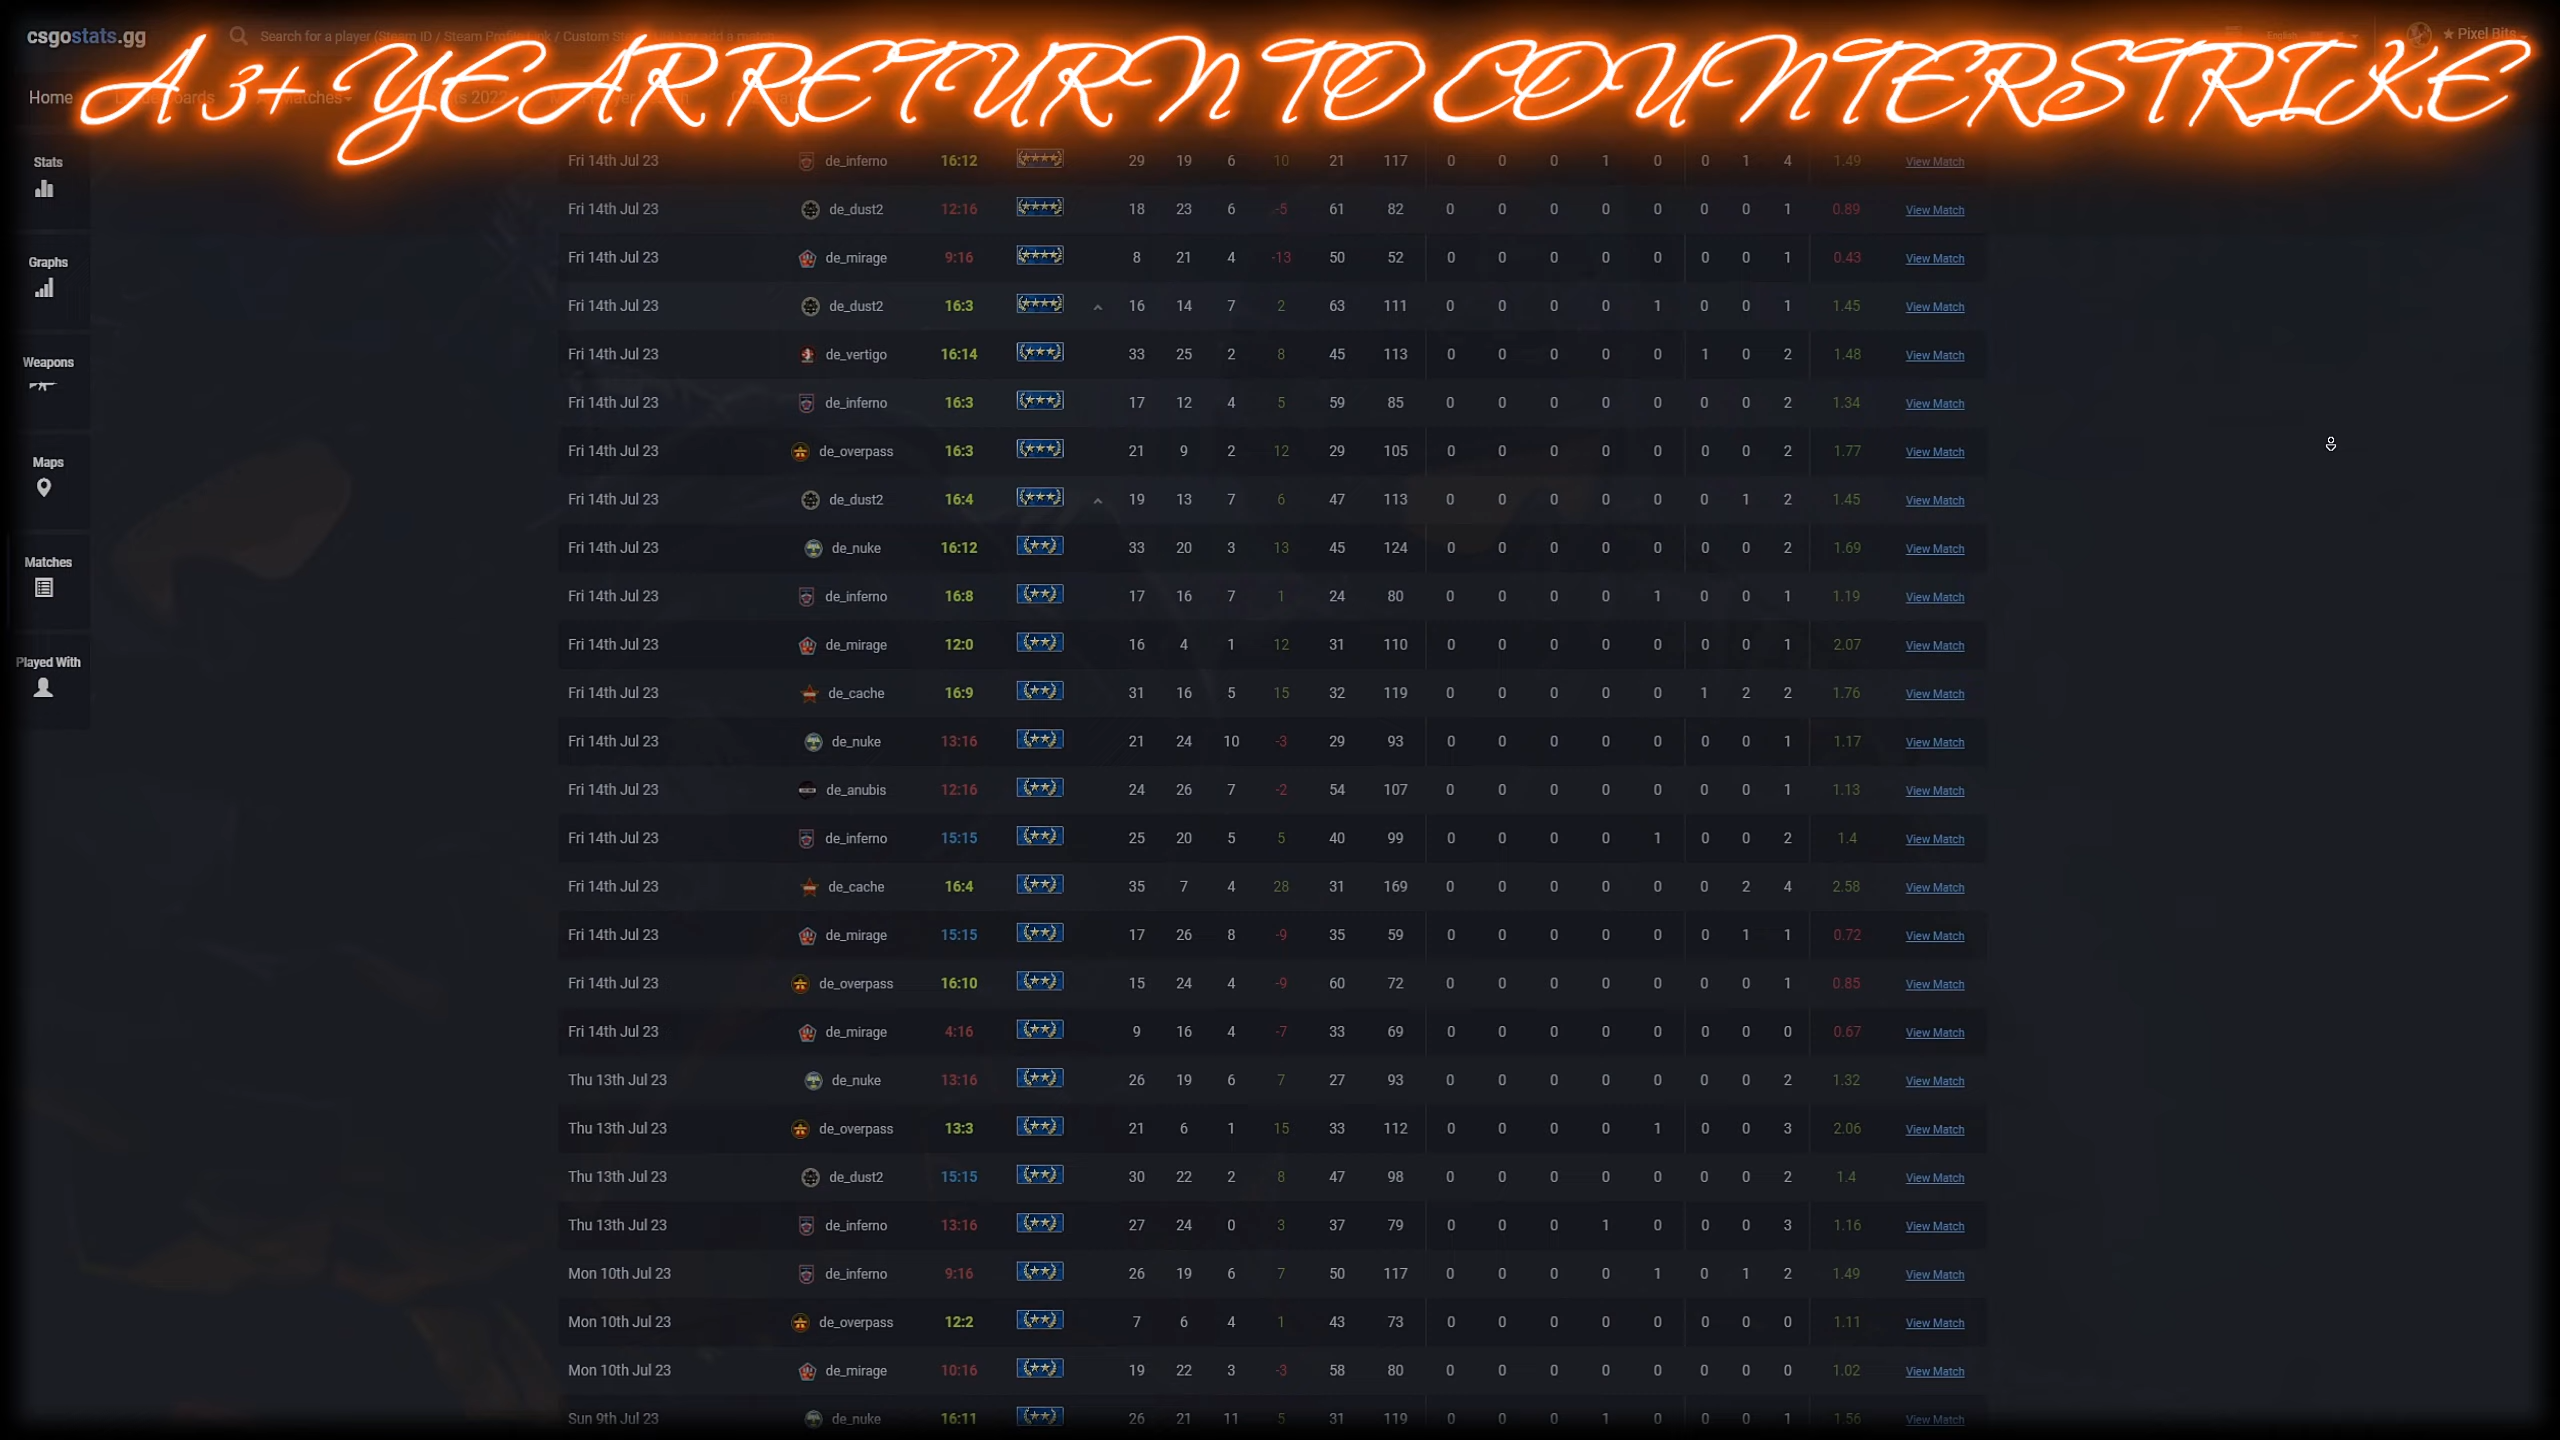 csgostats.gg Search for a player (Steam ID / Steam Profile Link / Custom English ★ Pixel Bits
A 3+ YEAR RETURN TO COUNTERSTRIKE
Home
Stats
Graphs
Weapons
Maps
Matches
Played With
Fri 14th Jul 23 de_inferno 16:12 29 19 6 10 21 117 0 0 0 1 0 0 1 4 1.49 View Match
Fri 14th Jul 23 de_dust2 12:16 18 23 6 -5 61 82 0 0 0 0 0 0 0 1 0.89 View Match
Fri 14th Jul 23 de_mirage 9:16 8 21 4 -13 50 52 0 0 0 0 0 0 0 1 0.43 View Match
Fri 14th Jul 23 de_dust2 16:3 16 14 7 2 63 111 0 0 0 0 1 0 0 1 1.45 View Match
Fri 14th Jul 23 de_vertigo 16:14 33 25 2 8 45 113 0 0 0 0 0 1 0 2 1.48 View Match
Fri 14th Jul 23 de_inferno 16:3 17 12 4 5 59 85 0 0 0 0 0 0 0 2 1.34 View Match
Fri 14th Jul 23 de_overpass 16:3 21 9 2 12 29 105 0 0 0 0 0 0 0 2 1.77 View Match
Fri 14th Jul 23 de_dust2 16:4 19 13 7 6 47 113 0 0 0 0 0 0 1 2 1.45 View Match
Fri 14th Jul 23 de_nuke 16:12 33 20 3 13 45 124 0 0 0 0 0 0 0 2 1.69 View Match
Fri 14th Jul 23 de_inferno 16:8 17 16 7 1 24 80 0 0 0 0 1 0 0 1 1.19 View Match
Fri 14th Jul 23 de_mirage 12:0 16 4 1 12 31 110 0 0 0 0 0 0 0 1 2.07 View Match
Fri 14th Jul 23 de_cache 16:9 31 16 5 15 32 119 0 0 0 0 0 1 2 2 1.76 View Match
Fri 14th Jul 23 de_nuke 13:16 21 24 10 -3 29 93 0 0 0 0 0 0 0 1 1.17 View Match
Fri 14th Jul 23 de_anubis 12:16 24 26 7 -2 54 107 0 0 0 0 0 0 0 1 1.13 View Match
Fri 14th Jul 23 de_inferno 15:15 25 20 5 5 40 99 0 0 0 0 1 0 0 2 1.4 View Match
Fri 14th Jul 23 de_cache 16:4 35 7 4 28 31 169 0 0 0 0 0 0 2 4 2.58 View Match
Fri 14th Jul 23 de_mirage 15:15 17 26 8 -9 35 59 0 0 0 0 0 0 1 1 0.72 View Match
Fri 14th Jul 23 de_overpass 16:10 15 24 4 -9 60 72 0 0 0 0 0 0 0 1 0.85 View Match
Fri 14th Jul 23 de_mirage 4:16 9 16 4 -7 33 69 0 0 0 0 0 0 0 0 0.67 View Match
Thu 13th Jul 23 de_nuke 13:16 26 19 6 7 27 93 0 0 0 0 0 0 0 2 1.32 View Match
Thu 13th Jul 23 de_overpass 13:3 21 6 1 15 33 112 0 0 0 0 1 0 0 3 2.06 View Match
Thu 13th Jul 23 de_dust2 15:15 30 22 2 8 47 98 0 0 0 0 0 0 0 2 1.4 View Match
Thu 13th Jul 23 de_inferno 13:16 27 24 0 3 37 79 0 0 0 1 0 0 0 3 1.16 View Match
Mon 10th Jul 23 de_inferno 9:16 26 19 6 7 50 117 0 0 0 0 1 0 1 2 1.49 View Match
Mon 10th Jul 23 de_overpass 12:2 7 6 4 1 43 73 0 0 0 0 0 0 0 0 1.11 View Match
Mon 10th Jul 23 de_mirage 10:16 19 22 3 -3 58 80 0 0 0 0 0 0 0 0 1.02 View Match
Sun 9th Jul 23 de_nuke 16:11 26 21 11 5 31 119 0 0 0 1 0 0 0 1 1.56 View Match